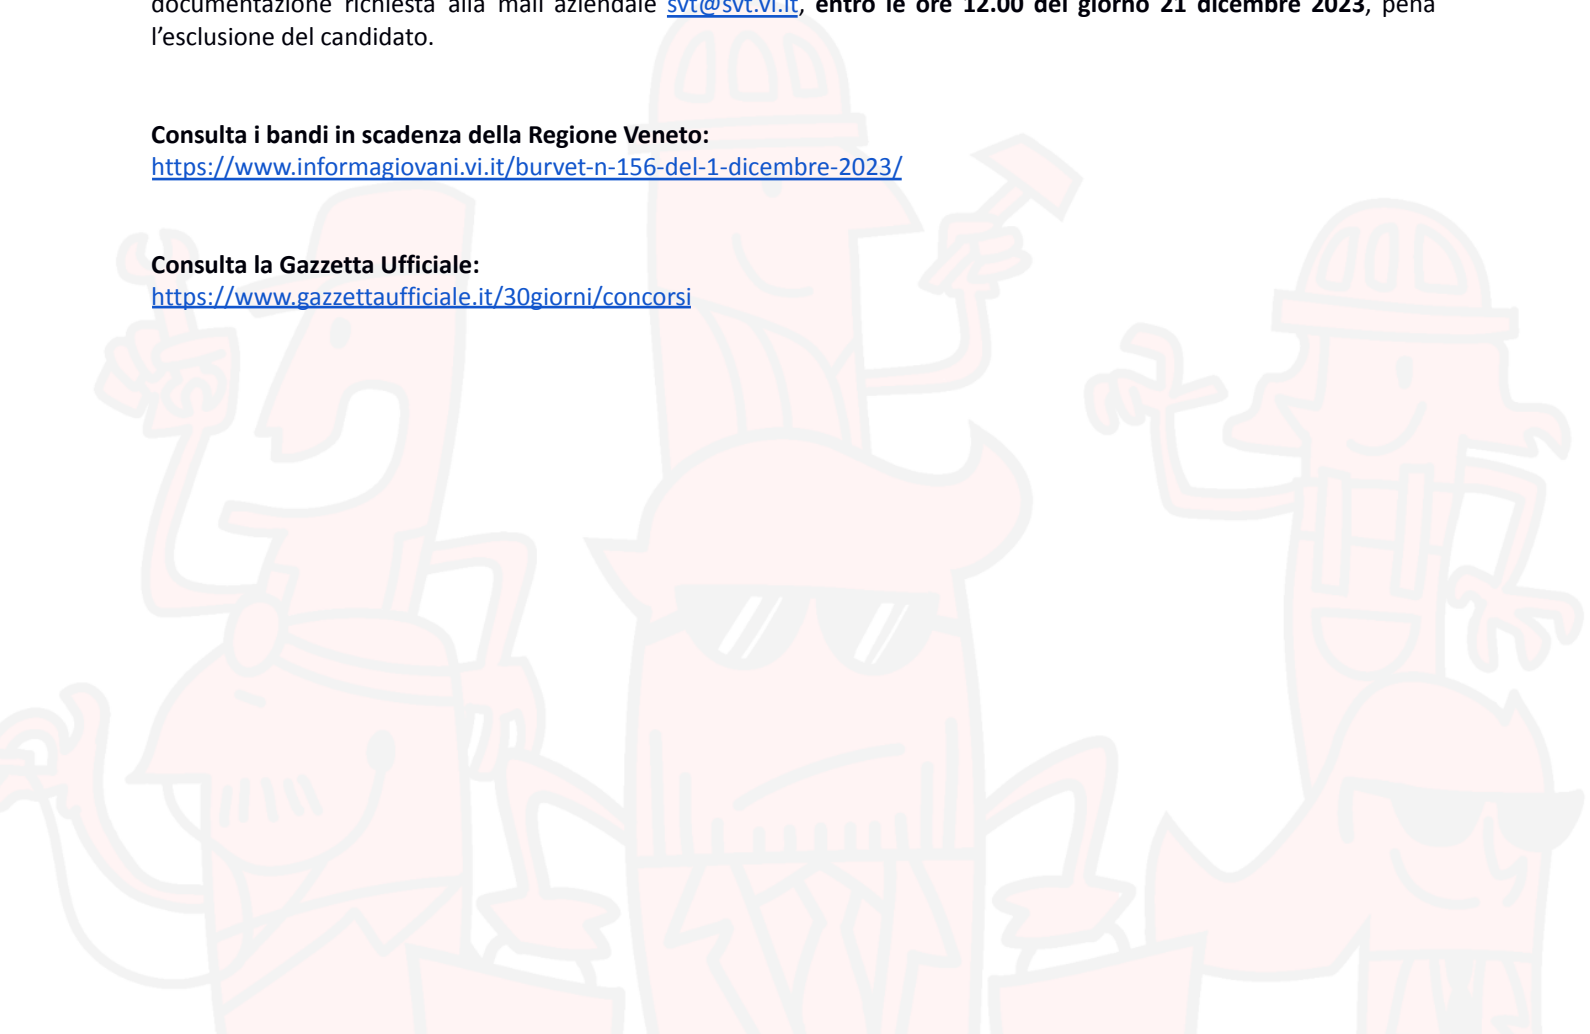 documentazione richiesta alla mail aziendale svt@svt.vi.it, entro le ore 12.00 del giorno 21 dicembre 2023, pena
l’esclusione del candidato.
Consulta i bandi in scadenza della Regione Veneto:
https://www.informagiovani.vi.it/burvet-n-156-del-1-dicembre-2023/
Consulta la Gazzetta Ufficiale:
https://www.gazzettaufficiale.it/30giorni/concorsi